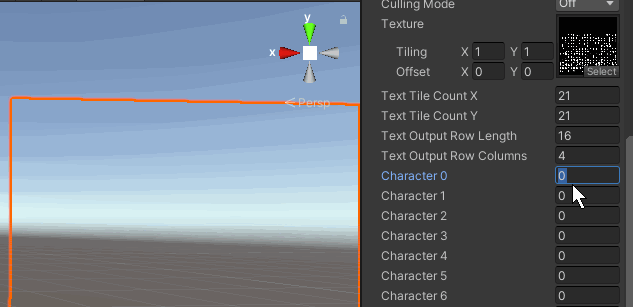 y
x
Persp
Culling Mode Off
Texture
Tiling X 1 Y 1
Offset X 0 Y 0
Select
Text Tile Count X 21
Text Tile Count Y 21
Text Output Row Length 16
Text Output Row Columns 4
Character 0 0
Character 1 0
Character 2 0
Character 3 0
Character 4 0
Character 5 0
Character 6 0